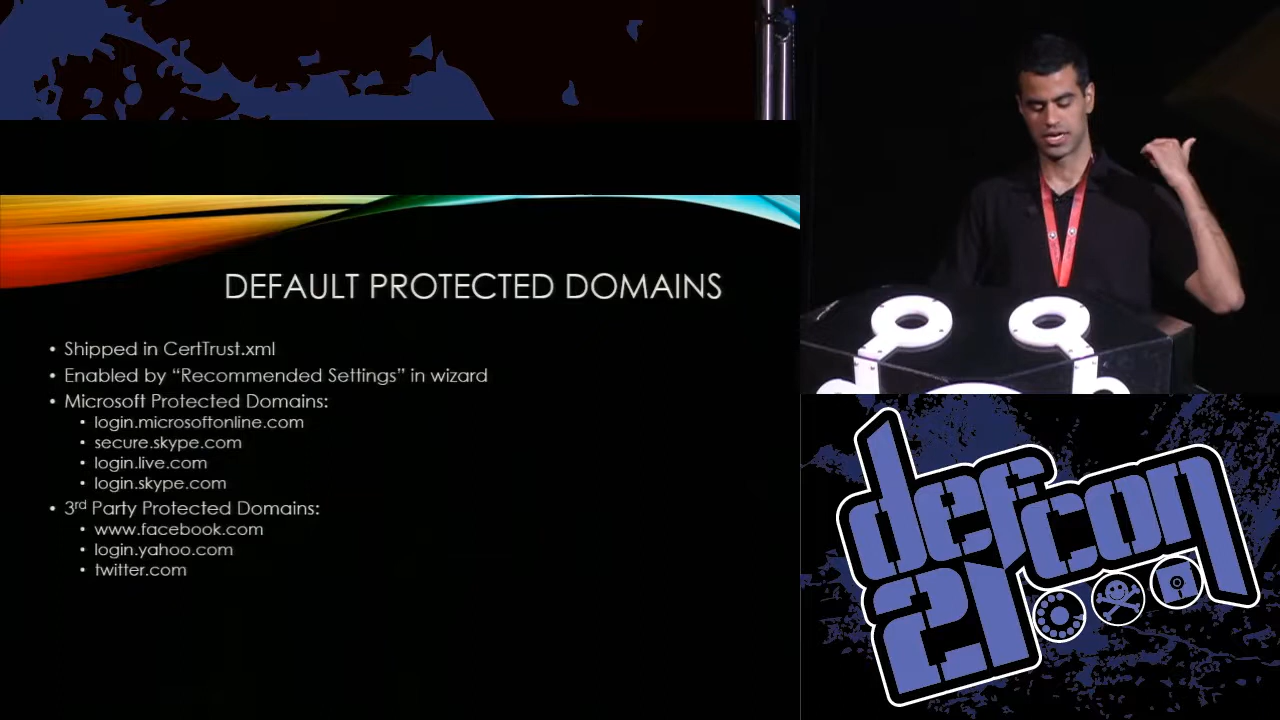 DEFAULT PROTECTED DOMAINS
• Shipped in CertTrust.xml
• Enabled by “Recommended Settings” in wizard
• Microsoft Protected Domains:
• login.microsoftonline.com
• secure.skype.com
• login.live.com
• login.skype.com
• 3rd Party Protected Domains:
• www.facebook.com
• login.yahoo.com
• twitter.com
defcon
21